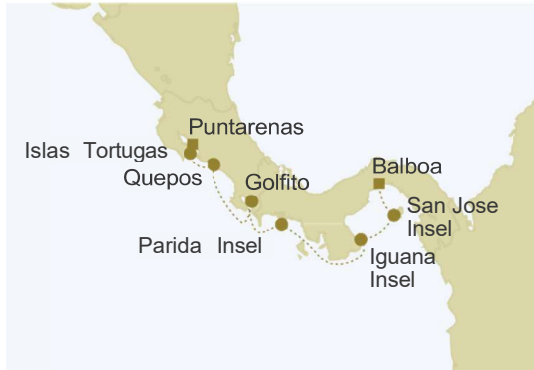 Puntarenas
Islas Tortugas
Quepos
Golfito
Balboa
San Jose
Insel
Parida Insel
Iguana
Insel